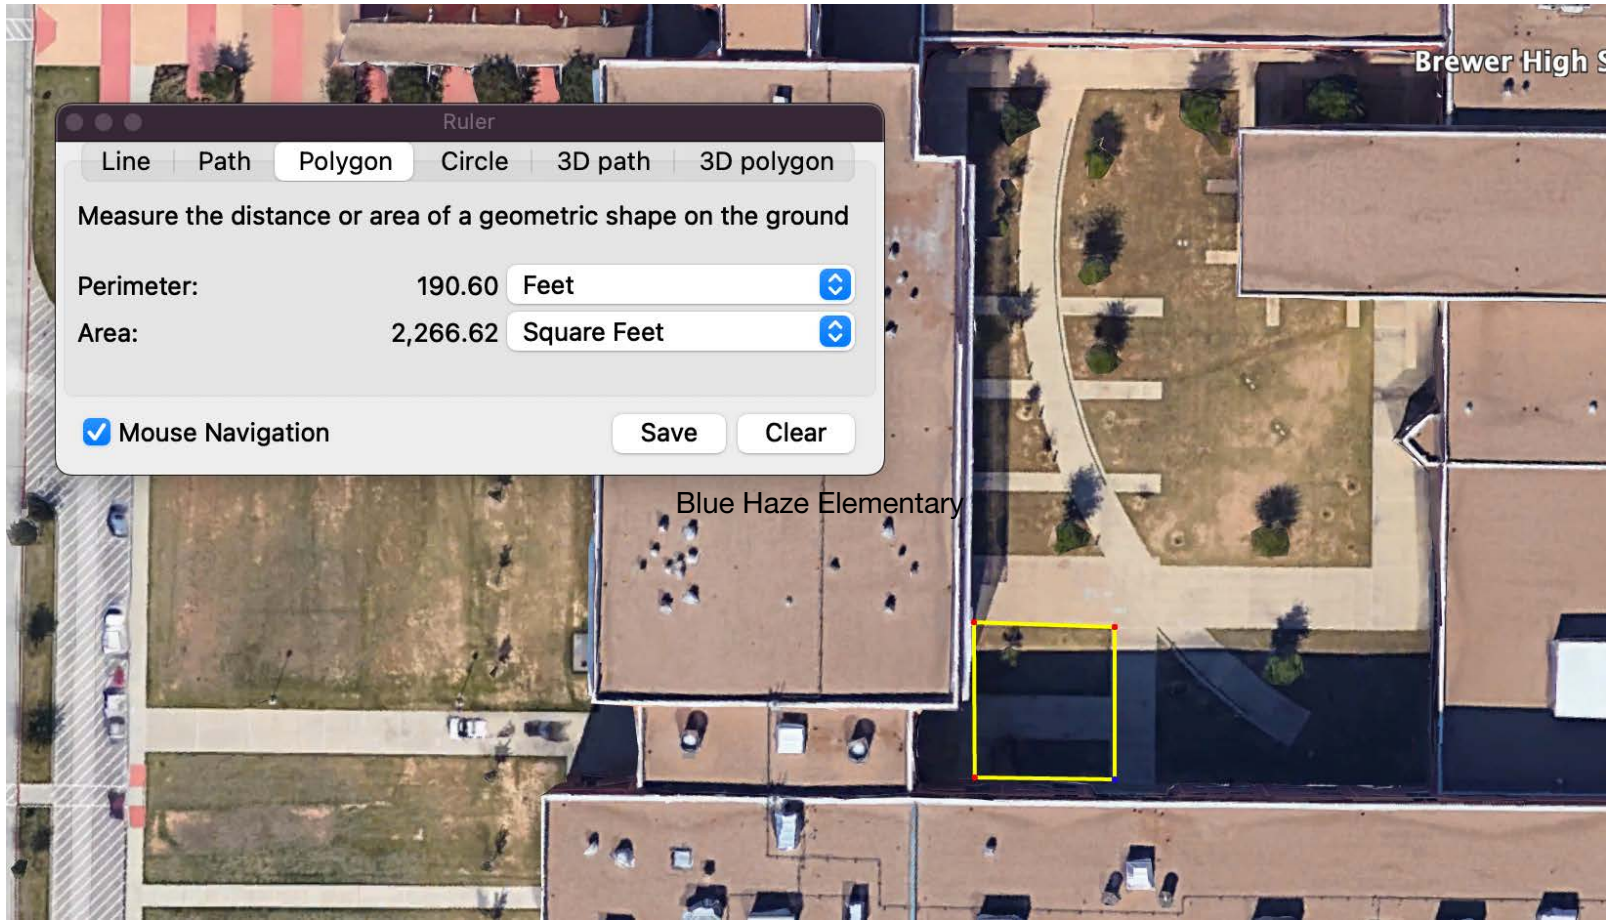 Brewer High S
Ruler
Line Path Polygon Circle 3D path 3D polygon
Measure the distance or area of a geometric shape on the ground
Perimeter: 190.60 Feet
Area: 2,266.62 Square Feet
Mouse Navigation Save Clear
Blue Haze Elementary